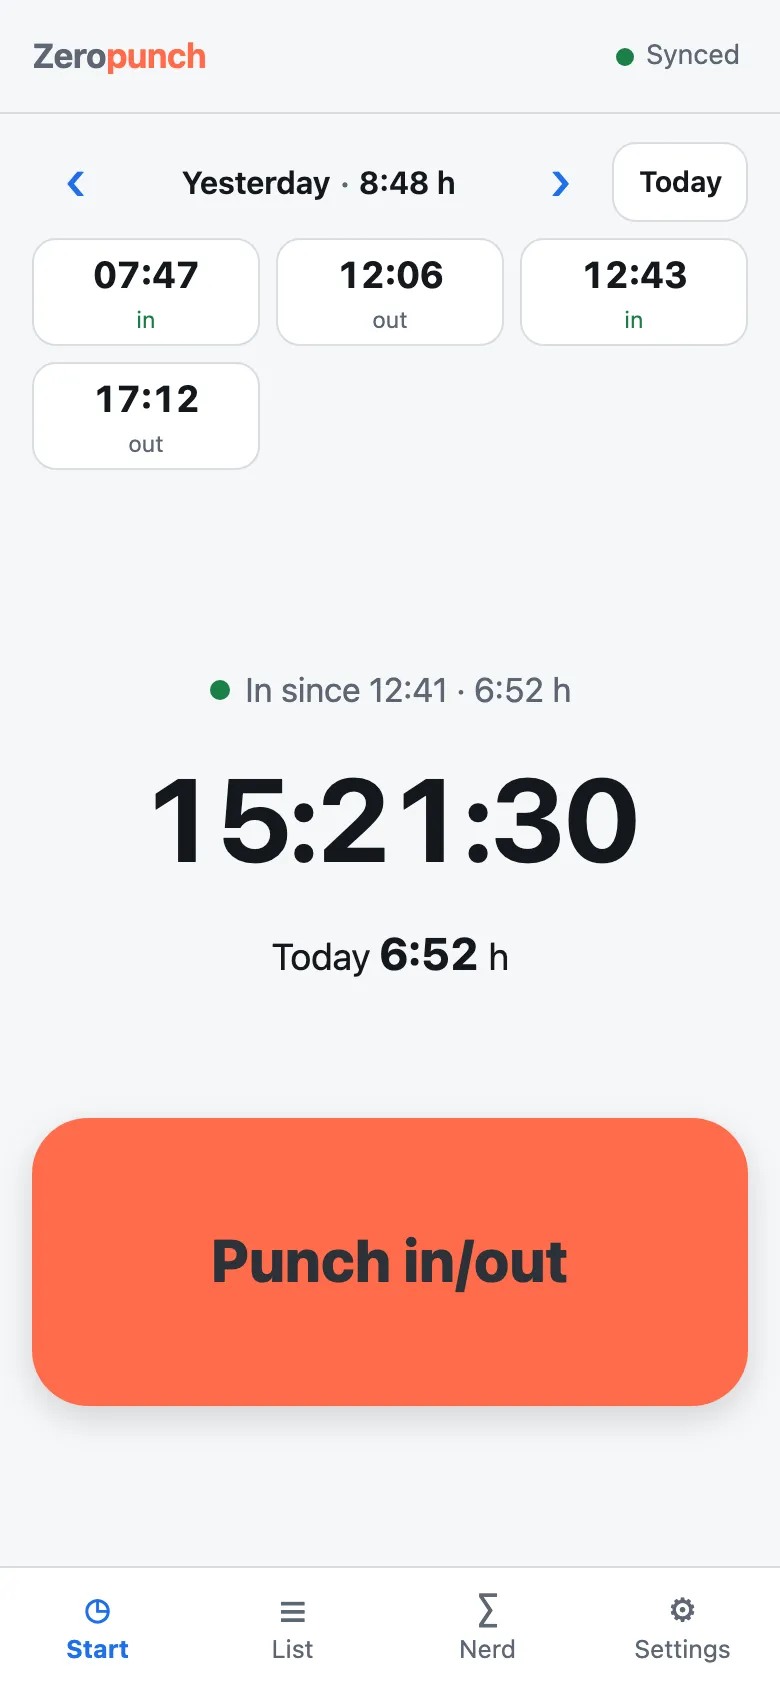 Zeropunch
Synced
Yesterday · 8:48 h
Today
07:47
in
12:06
out
12:43
in
17:12
out
In since 12:41 · 6:52 h
15:21:30
Today 6:52 h
Punch in/out
Start
List
Nerd
Settings